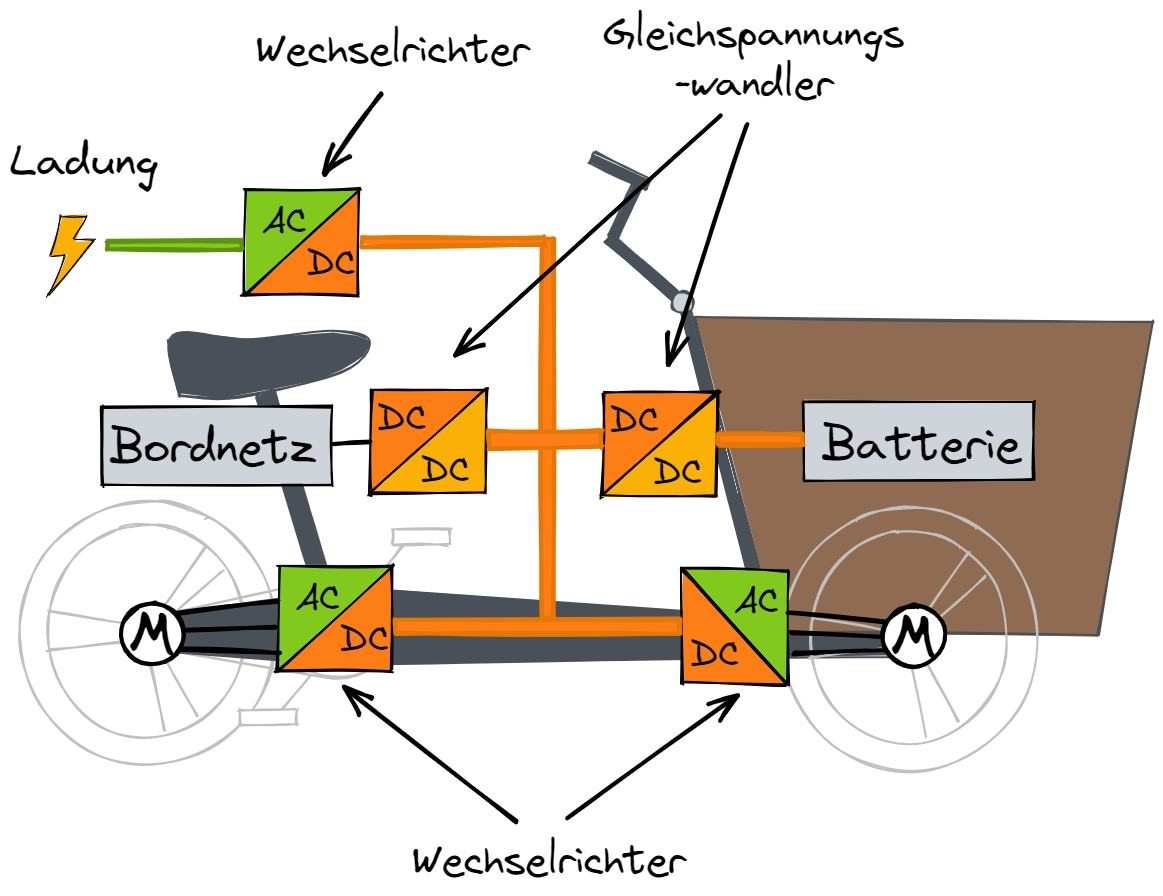 Wechselrichter
Gleichspannungs
-wandler
Ladung
AC
DC
DC
DC
DC
DC
Bordnetz
Batterie
AC
DC
AC
DC
M
M
Wechselrichter